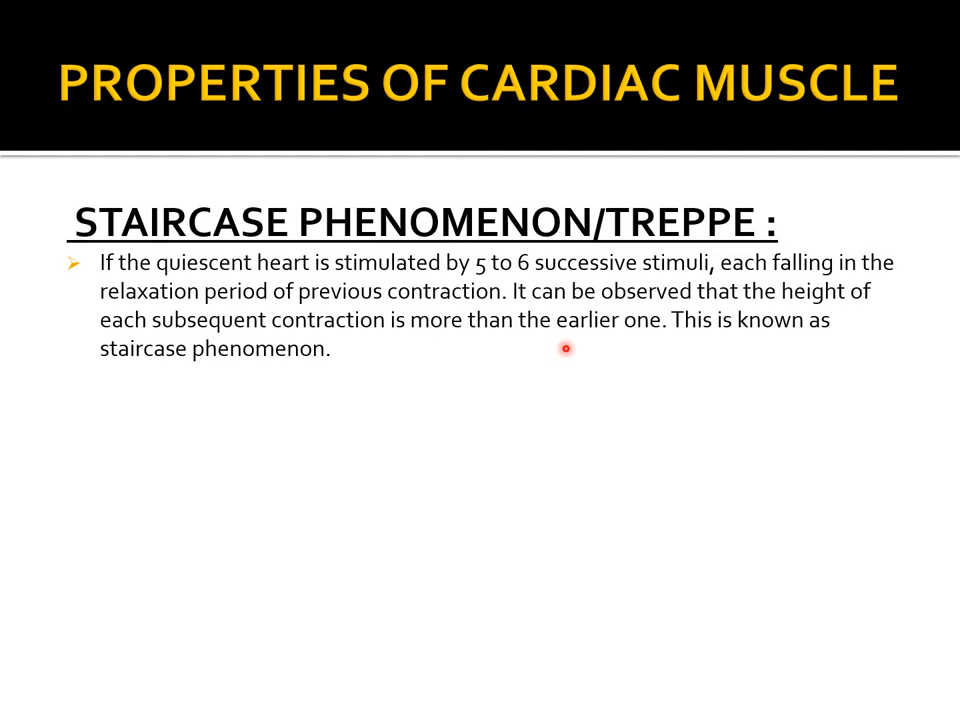 PROPERTIES OF CARDIAC MUSCLE
STAIRCASE PHENOMENON/TREPPE :
If the quiescent heart is stimulated by 5 to 6 successive stimuli, each falling in the
relaxation period of previous contraction. It can be observed that the height of
each subsequent contraction is more than the earlier one. This is known as
staircase phenomenon.